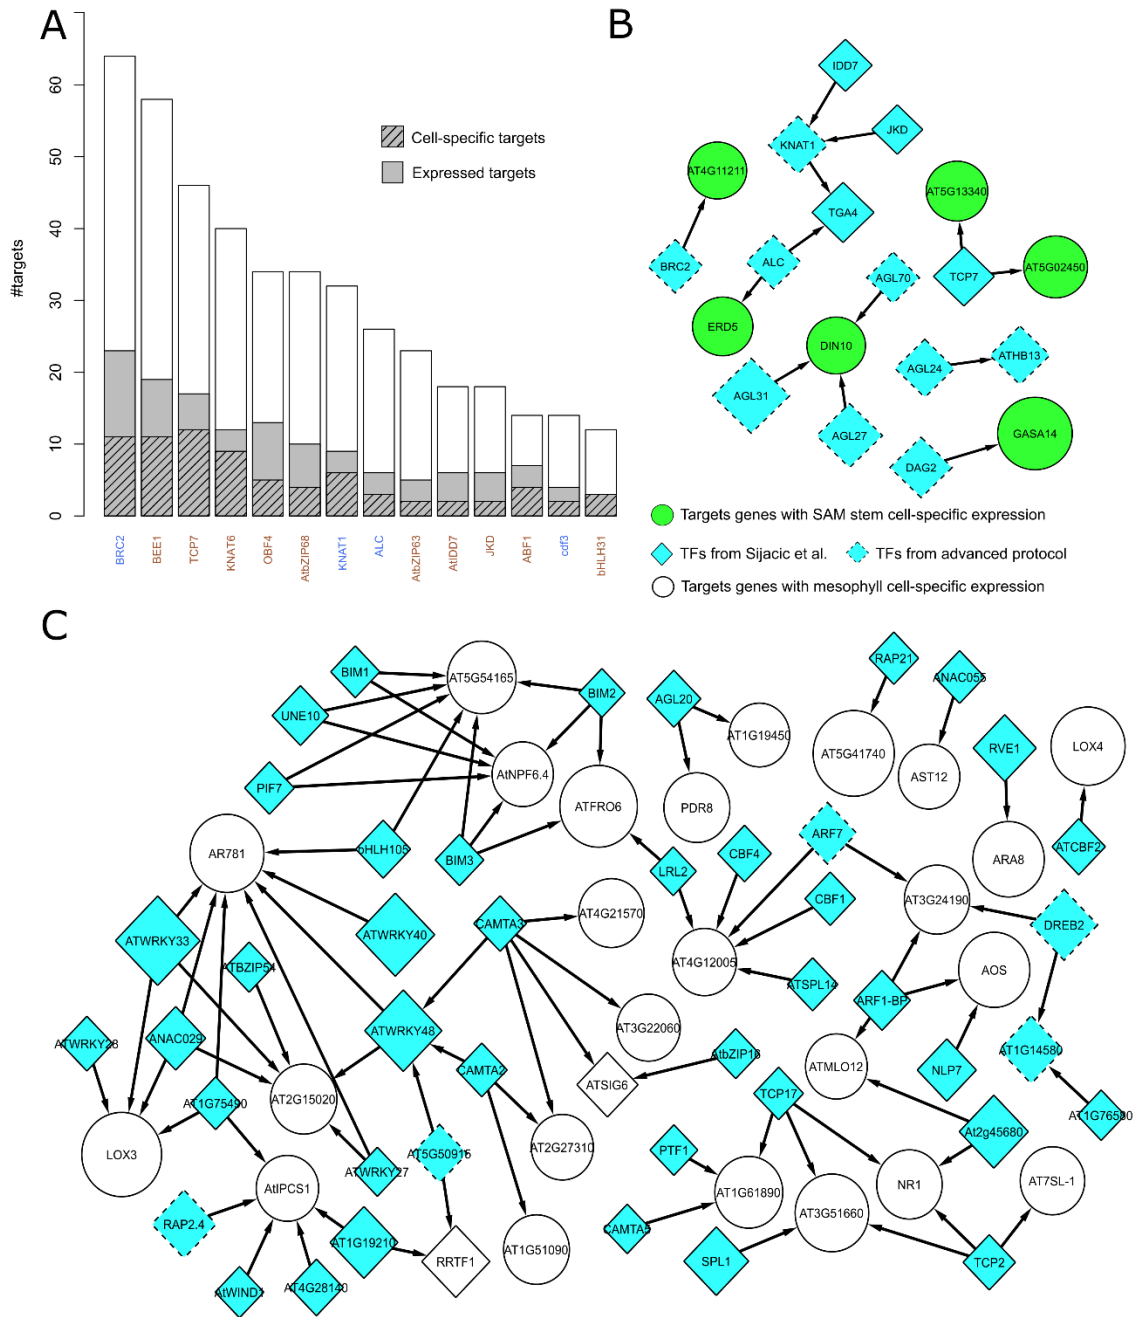 A
B
#targets
0
10
20
30
40
50
60
Cell-specific targets
Expressed targets
BRC2
BEE1
TCP7
KNAT6
OBF4
AtbZIP68
KNAT1
ALC
AtbZIP63
AtIDD7
JKD
ABF1
cdf3
bHLH31
IDD7
JKD
KNAT1
AT4G11211
AT5G13340
TGA4
BRC2
ALC
AGL70
TCP7
AT5G02450
ERD5
DIN10
AGL24
ATHB13
AGL31
AGL27
GASA14
DAG2
Targets genes with SAM stem cell-specific expression
TFs from Sijacic et al.
TFs from advanced protocol
Targets genes with mesophyll cell-specific expression
C
BIM1
AT5G54165
BIM2
AGL20
RAP21
ANAC055
UNE10
AT1G19450
AT5G41740
RVE1
LOX4
PIF7
AtNPF6.4
ATFRO6
PDR8
AST12
AR781
bHLH105
BIM3
LRL2
CBF4
ARF7
ARA8
ATCBF2
CBF1
AT3G24190
ATWRKY33
ATWRKY40
CAMTA3
AT4G21570
DREB2
ATBZIP54
AT4G12005
ATSPL14
ARF1-BP
AOS
ATWRKY28
ANAC029
ATWRKY48
AT3G22060
AT1G14580
AT1G75490
AT2G15020
CAMTA2
ATSIG6
AtbZIP16
ATMLO12
NLP7
TCP17
AT1G76580
LOX3
ATWRKY27
AT5G50915
AT2G27310
PTF1
At2g45680
AtIPCS1
AT1G61890
NR1
AT7SL-1
RAP2.4
AT1G19210
RRTF1
AT1G51090
CAMTA5
AT3G51660
SPL1
TCP2
AtWIND1
AT4G28140